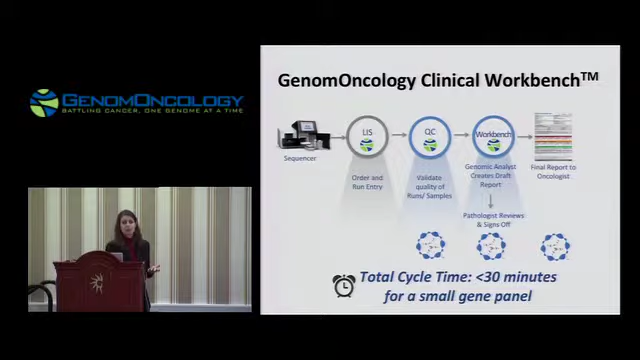 GENOMONCOLOGY
BATTLING CANCER, ONE GENOME AT A TIME
GenomOncology Clinical Workbench™
Sequencer
LIS
QC
Workbench
Order and
Run Entry
Validate
quality of
Runs/ Samples
Genomic Analyst
Creates Draft
Report
Final Report to
Oncologist
Pathologist Reviews
& Signs Off
Total Cycle Time: <30 minutes
for a small gene panel